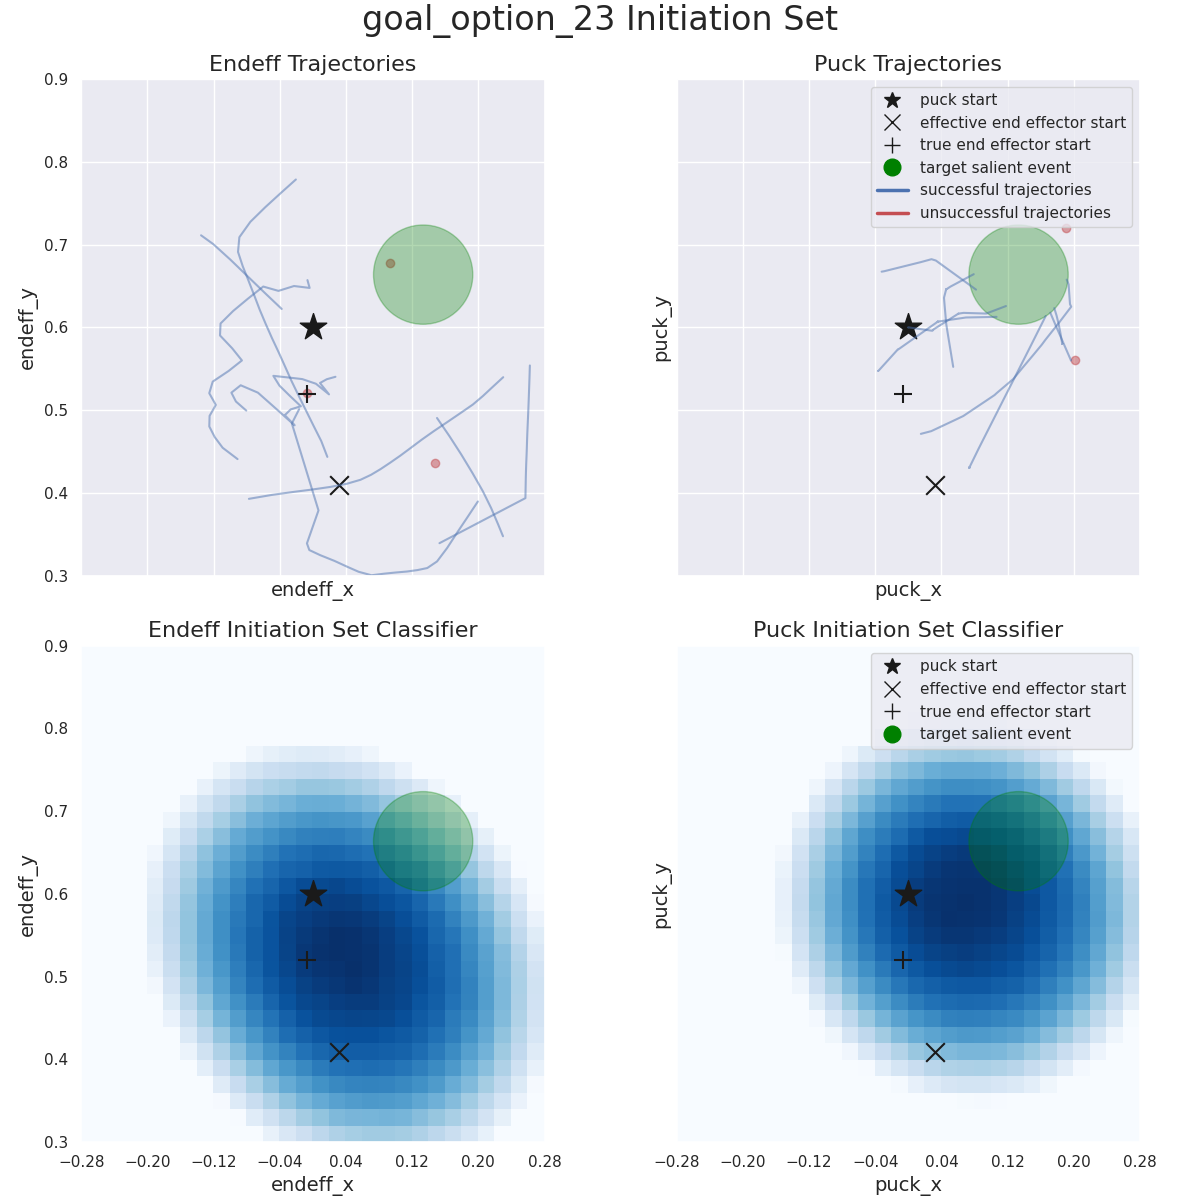 goal_option_23 Initiation Set
Endeff Trajectories
0.9
0.8
0.7
0.6
0.5
0.4
0.3
endeff_y
endeff_x
Puck Trajectories
puck start
effective end effector start
true end effector start
target salient event
successful trajectories
unsuccessful trajectories
puck_y
puck_x
Endeff Initiation Set Classifier
0.9
0.8
0.7
0.6
0.5
0.4
0.3
endeff_y
−0.28 −0.20 −0.12 −0.04 0.04 0.12 0.20 0.28
endeff_x
Puck Initiation Set Classifier
puck start
effective end effector start
true end effector start
target salient event
puck_y
−0.28 −0.20 −0.12 −0.04 0.04 0.12 0.20 0.28
puck_x